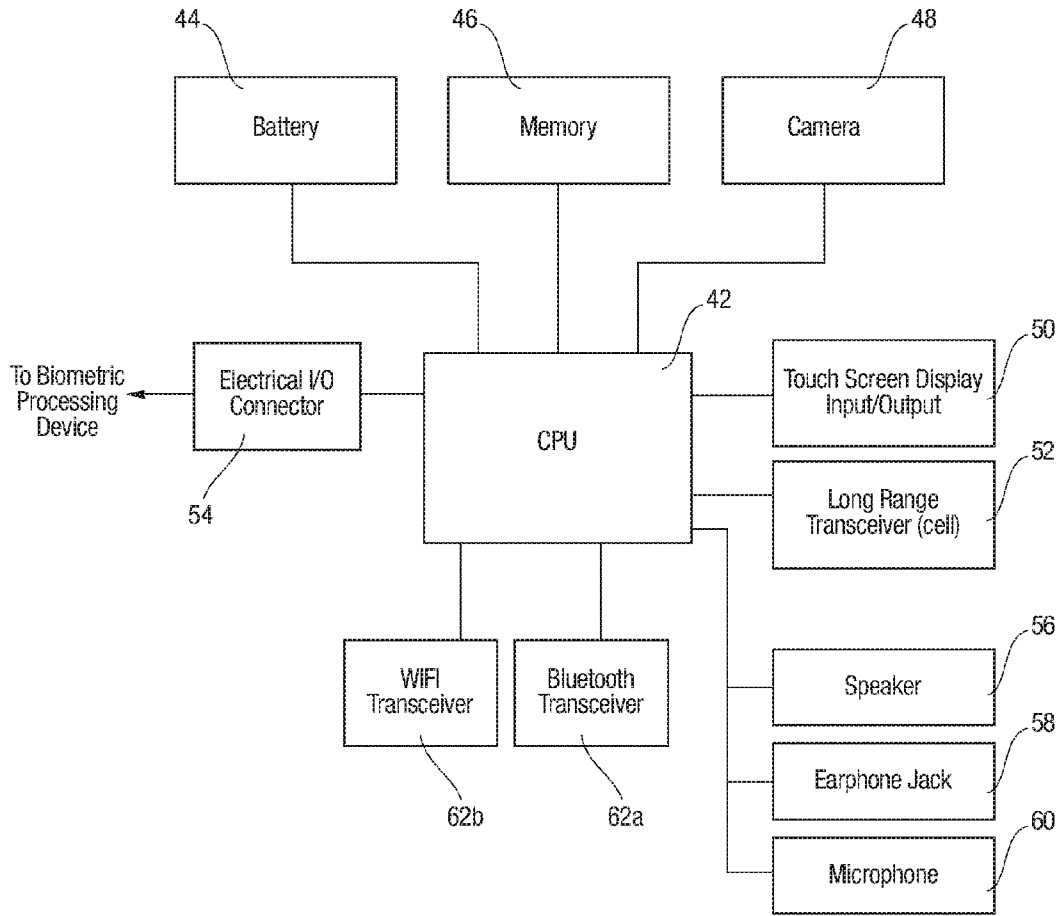 44
46
48
Battery
Memory
Camera
42
50
To Biometric
Processing
Device
Electrical I/O
Connector
CPU
Touch Screen Display
Input/Output
54
52
Long Range
Transceiver (cell)
WIFI
Transceiver
Bluetooth
Transceiver
56
Speaker
58
Earphone Jack
62b
62a
60
Microphone